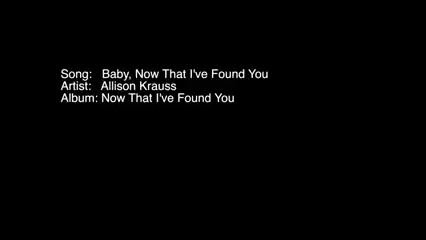 Song: Baby, Now That I've Found You
Artist: Allison Krauss
Album: Now That I've Found You